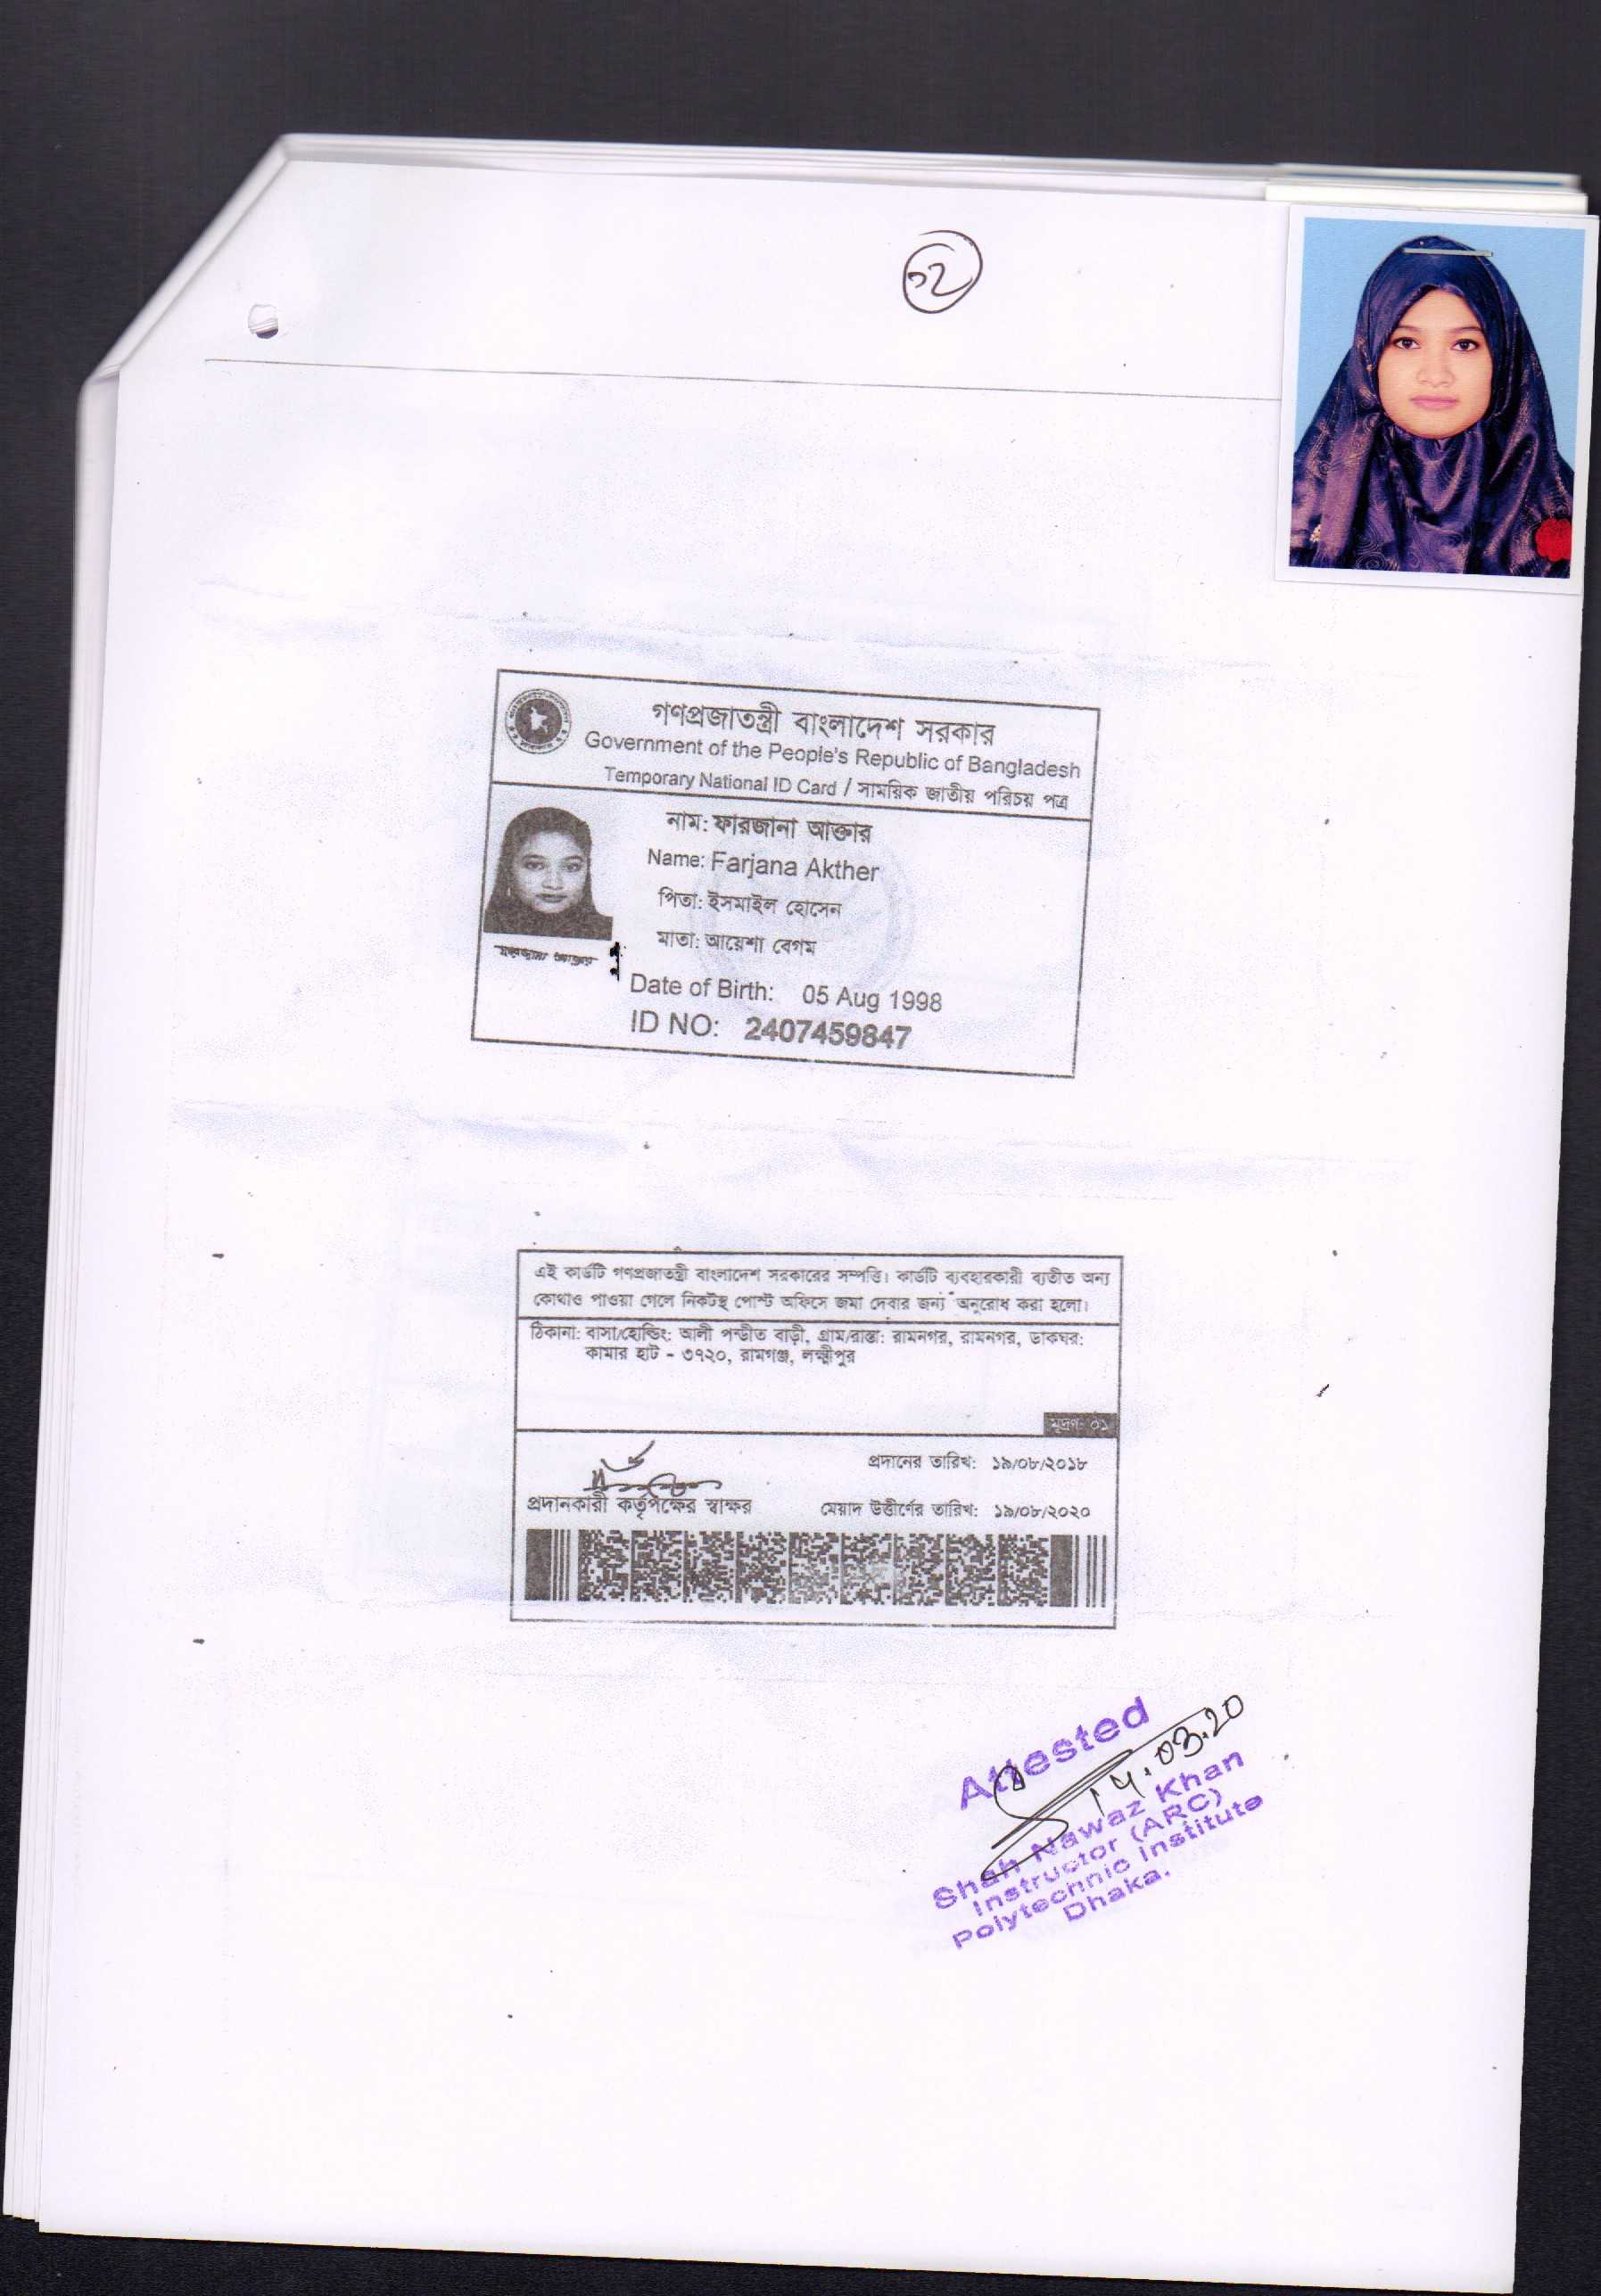 ৩২
গণপ্রজাতন্ত্রী বাংলাদেশ সরকার
Government of the People's Republic of Bangladesh
Temporary National ID Card / সাময়িক জাতীয় পরিচয় পত্র
নাম: ফারজানা আক্তার
Name: Farjana Akther
পিতা: ইসমাইল হোসেন
মাতা: আয়েশা বেগম
Date of Birth: 05 Aug 1998
ID NO: 2407459847
এই কার্ডটি গণপ্রজাতন্ত্রী বাংলাদেশ সরকারের সম্পত্তি। কার্ডটি ব্যবহারকারী ব্যতীত অন্য
কোথাও পাওয়া গেলে নিকটস্থ পোস্ট অফিসে জমা দেবার জন্য অনুরোধ করা হলো।
ঠিকানা: বাসা/হোল্ডিং: আলী পন্ডীত বাড়ী, গ্রাম/রাস্তা: রামনগর, রামনগর, ডাকঘর:
কামার হাট - ৩৭২০, রামগঞ্জ, লক্ষ্মীপুর
মুদ্রণ- ০১
প্রদানের তারিখ: ১৯/০৮/২০১৮
প্রদানকারী কর্তৃপক্ষের স্বাক্ষর মেয়াদ উত্তীর্ণের তারিখ: ১৯/০৮/২০২০
Attested
14.03.20
Shah Nawaz Khan
Instructor (ARC)
Polytechnic Institute
Dhaka.